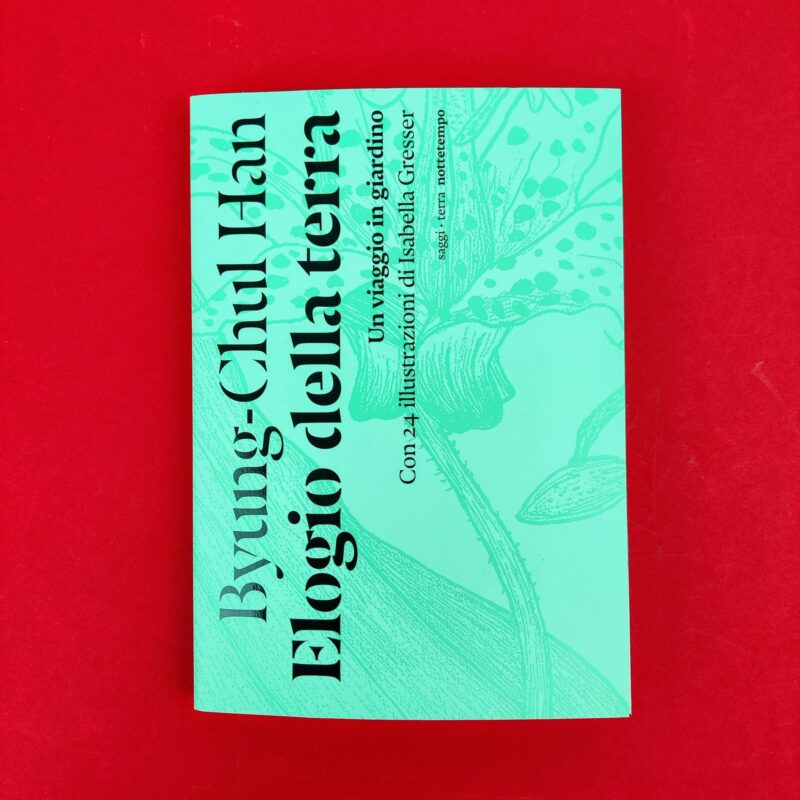 Byung-Chul Han
Elogio della terra
Un viaggio in giardino
Con 24 illustrazioni di Isabella Gresser
saggi · terra nottetempo